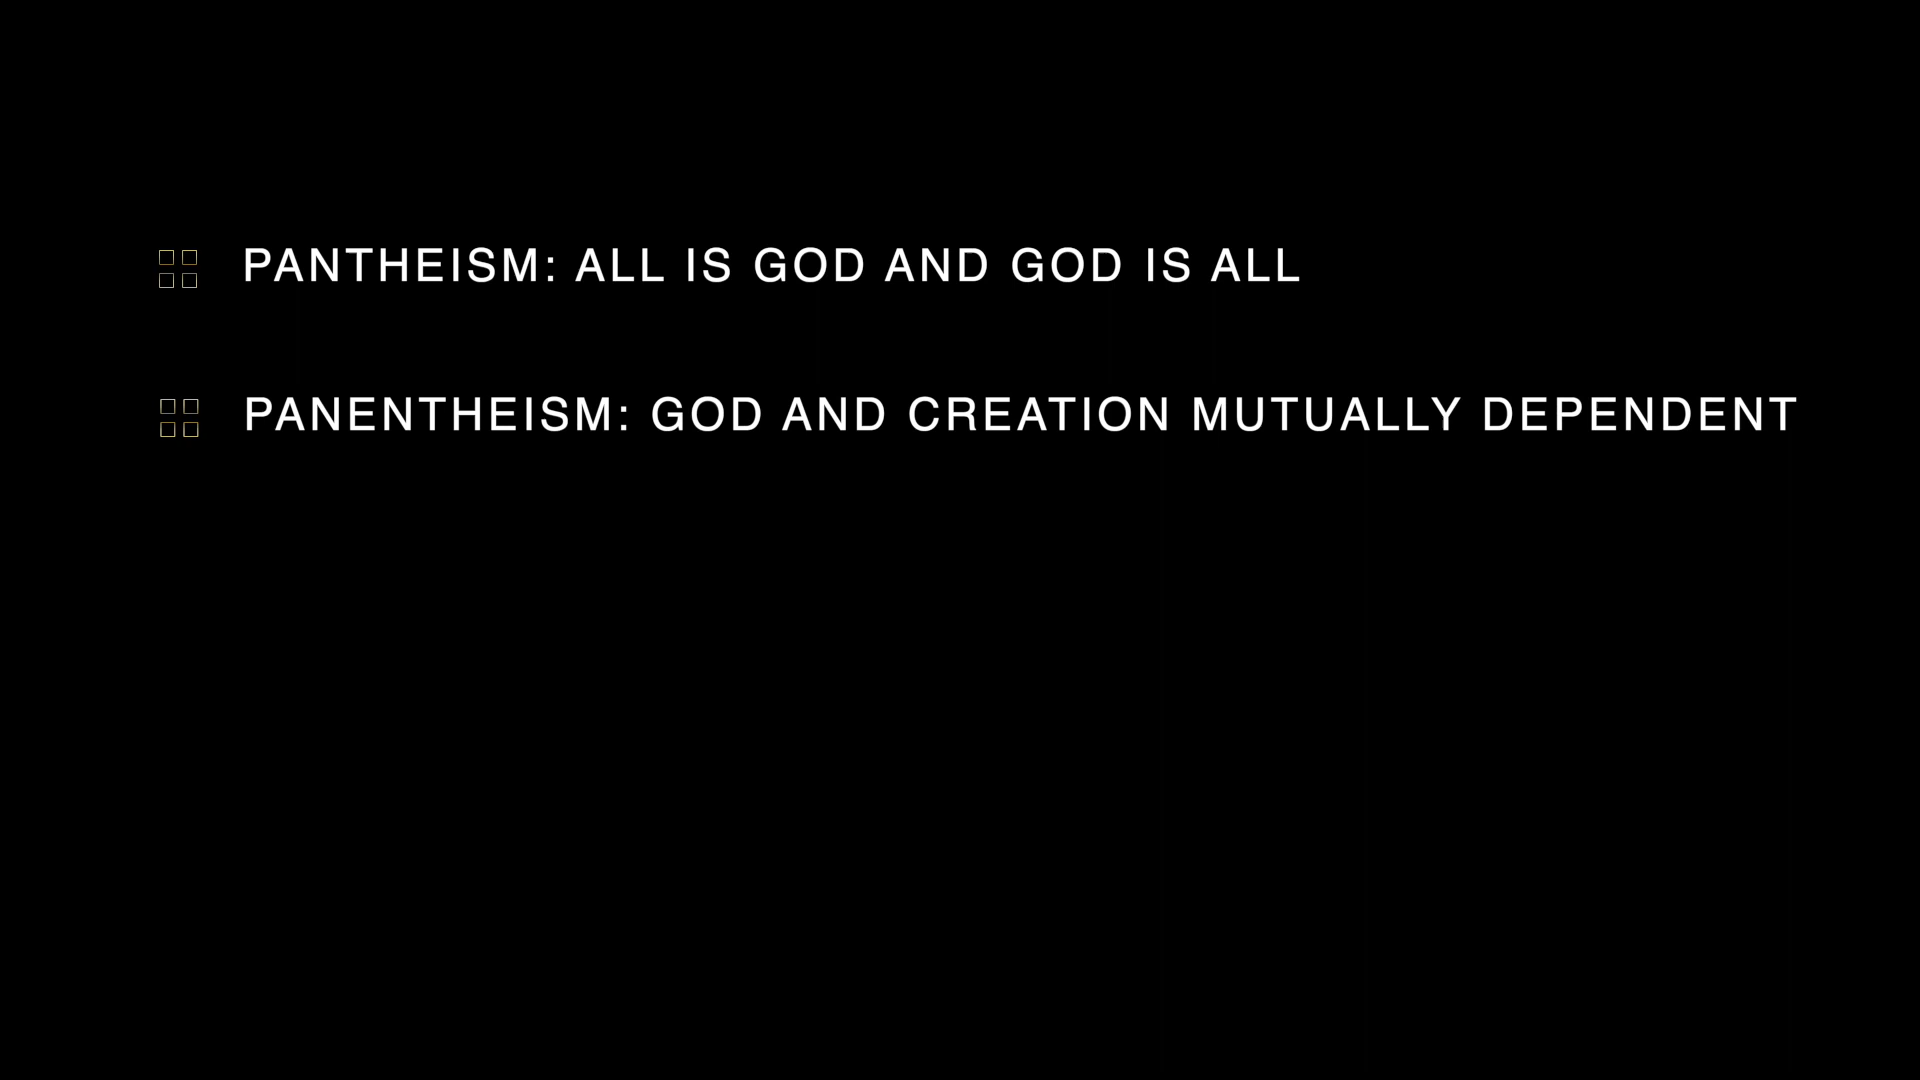 PANTHEISM: ALL IS GOD AND GOD IS ALL
PANENTHEISM: GOD AND CREATION MUTUALLY DEPENDENT